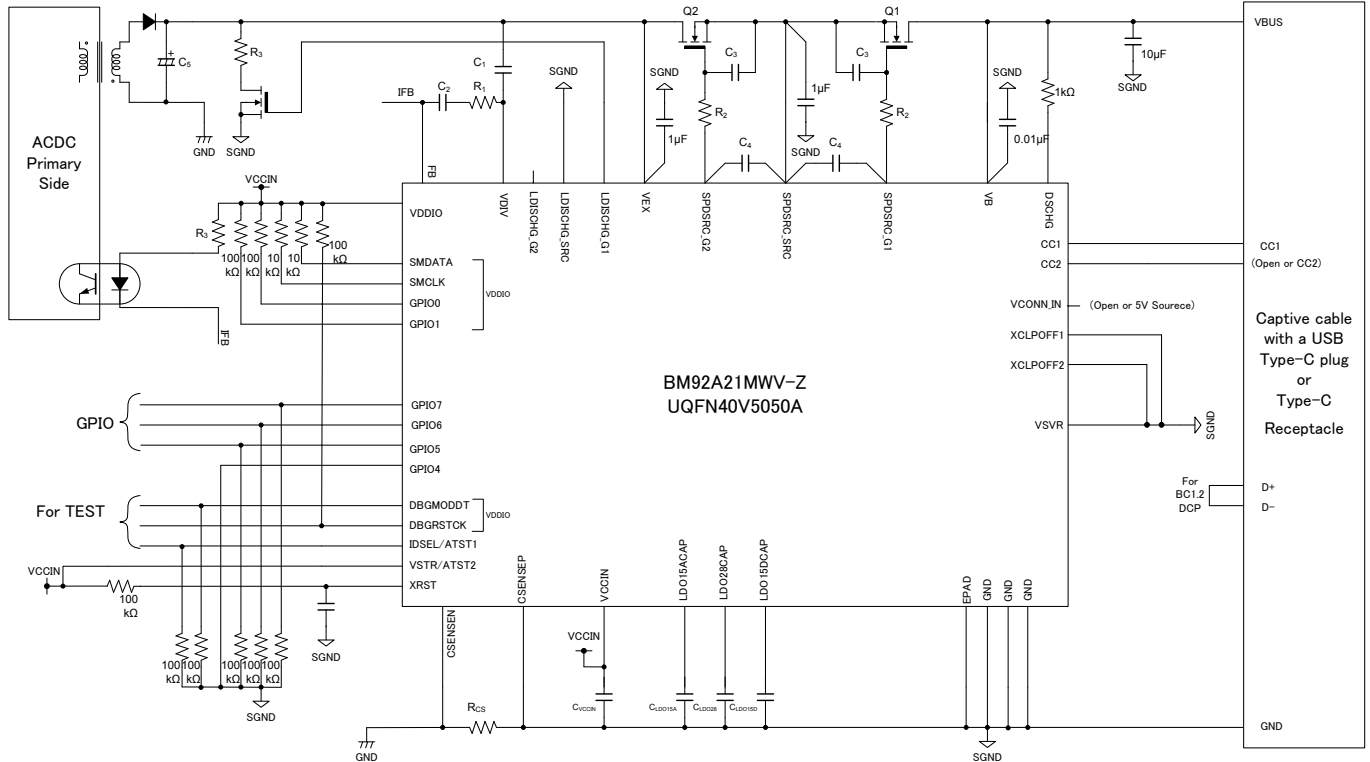 Q2
Q1
VBUS
R3
C5
C1
C3
C3
10µF
SGND
SGND
SGND
SGND
IFB
C2
R1
R2
1µF
R2
1kΩ
1µF
SGND
0.01µF
C4
C4
GND
SGND
ACDC
Primary
Side
VCCIN
FB
VDIV
LDISCHG_G2
LDISCHG_SRC
LDISCHG_G1
VEX
SPDSRC_G2
SPDSRC_SRC
SPDSRC_G1
VB
DSCHG
VDDIO
R3
100
kΩ
100
kΩ
10
kΩ
10
kΩ
100
kΩ
SMDATA
SMCLK
GPIO0
GPIO1
VDDIO
IFB
CC1
CC1
CC2
(Open or CC2)
VCONN_IN
(Open or 5V Sourece)
XCLPOFF1
XCLPOFF2
VSVR
SGND
BM92A21MWV-Z
UQFN40V5050A
Captive cable
with a USB
Type-C plug
or
Type-C
Receptacle
GPIO
GPIO7
GPIO6
GPIO5
GPIO4
For TEST
DBGMODDT
DBGRSTCK
VDDIO
IDSEL/ATST1
VSTR/ATST2
XRST
For
BC1.2
DCP
D+
D-
VCCIN
100
kΩ
SGND
100
kΩ
100
kΩ
100
kΩ
100
kΩ
100
kΩ
SGND
CSENSEN
CSENSEP
VCCIN
LDO15ACAP
LDO28CAP
LDO15DCAP
EPAD
GND
GND
GND
VCCIN
RCS
CVCCIN
CLDO15A
CLDO28
CLDO15D
GND
SGND
GND